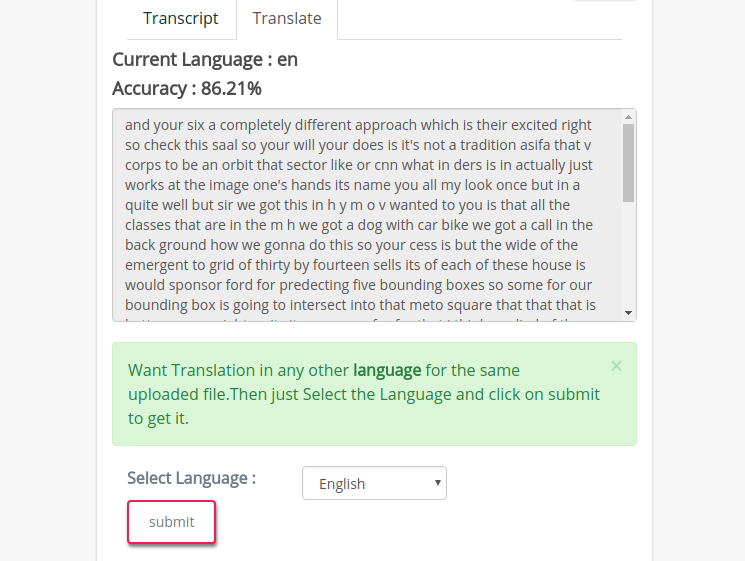 Transcript Translate
Current Language : en
Accuracy : 86.21%
and your six a completely different approach which is their excited right
so check this saal so your will your does is it's not a tradition asifa that v
corps to be an orbit that sector like or cnn what in ders is in actually just
works at the image one's hands its name you all my look once but in a
quite well but sir we got this in h y m o v wanted to you is that all the
classes that are in the m h we got a dog with car bike we got a call in the
back ground how we gonna do this so your cess is but the wide of the
emergent to grid of thirty by fourteen sells its of each of these house is
would sponsor ford for predecting five bounding boxes so some for our
bounding box is going to intersect into that meto square that that that is
Want Translation in any other language for the same
uploaded file.Then just Select the Language and click on submit
to get it.
×
Select Language :
English
submit